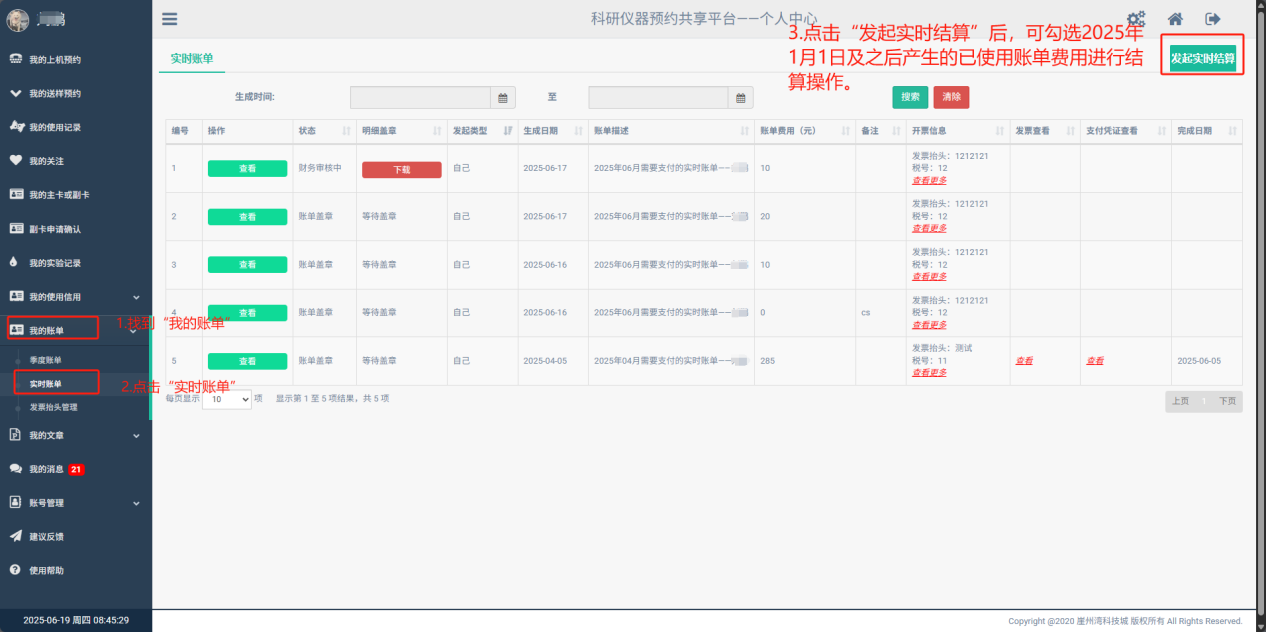 科研仪器预约共享平台——个人中心
我的上机预约
我的送样预约
我的使用记录
我的关注
我的主卡或副卡
副卡申请确认
我的实验记录
我的使用信用
我的账单
季度账单
实时账单
发票抬头管理
我的文章
我的消息 21
账号管理
建议反馈
使用帮助
2025-06-19 周四 08:45:29
1.找到“我的账单”
2.点击“实时账单”
3.点击“发起实时结算”后，可勾选2025年
1月1日及之后产生的已使用账单费用进行结
算操作。
发起实时结算
实时账单
生成时间: 至 搜索 清除
编号 操作 状态 明细盖章 发起类型 生成日期 账单描述 账单费用（元） 备注 开票信息 发票查看 支付凭证查看 完成日期
1 查看 财务审核中 下载 自己 2025-06-17 2025年06月需要支付的实时账单—— 10 发票抬头：1212121
税号：12
查看更多
2 查看 账单盖章 等待盖章 自己 2025-06-17 2025年06月需要支付的实时账单—— 20 发票抬头：1212121
税号：12
查看更多
3 查看 账单盖章 等待盖章 自己 2025-06-16 2025年06月需要支付的实时账单—— 10 发票抬头：1212121
税号：12
查看更多
4 查看 账单盖章 等待盖章 自己 2025-06-16 2025年06月需要支付的实时账单—— 0 cs 发票抬头：1212121
税号：12
查看更多
5 查看 账单盖章 等待盖章 自己 2025-04-05 2025年04月需要支付的实时账单—— 285 发票抬头：测试
税号：11
查看更多
查看 查看 2025-06-05
每页显示 10 项 显示第 1 至 5 项结果，共 5 项
上页 1 下页
Copyright @2020 崖州湾科技城 版权所有 All Rights Reserved.